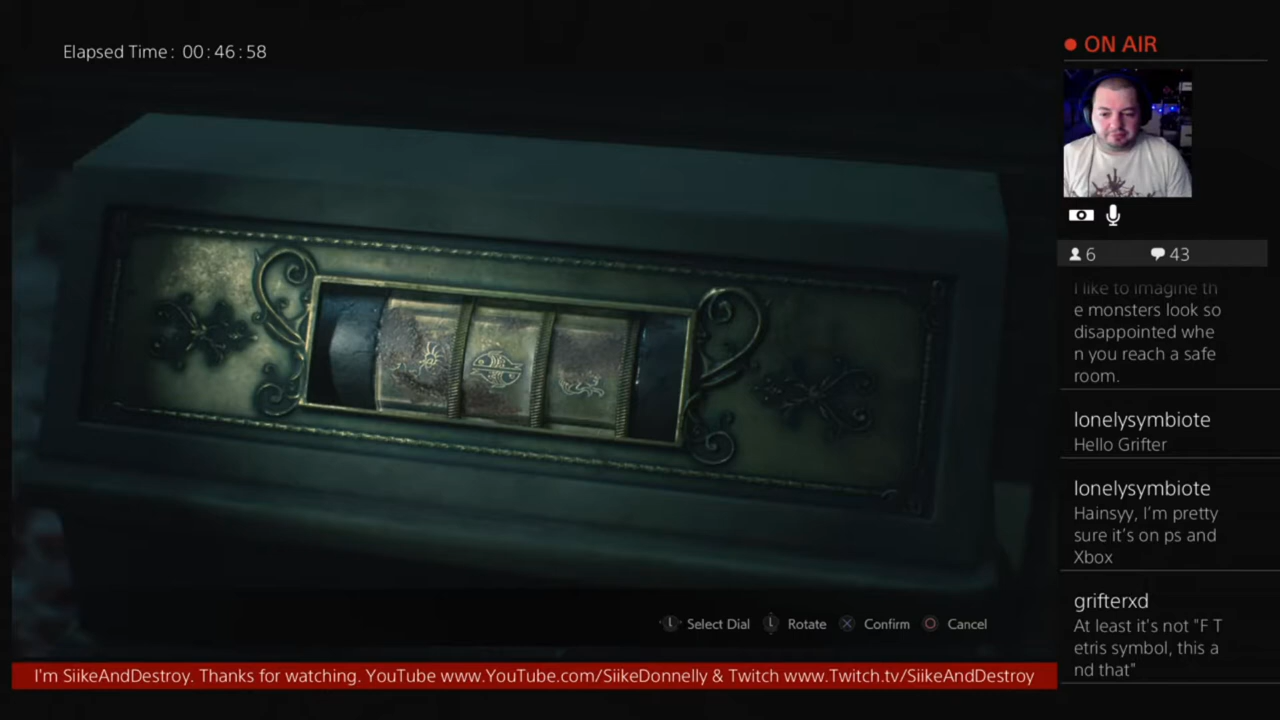 Elapsed Time: 00:46:58
ON AIR
6
43
I like to imagine th
e monsters look so
disappointed whe
n you reach a safe
room.
lonelysymbiote
Hello Grifter
lonelysymbiote
Hainsyy, I'm pretty
sure it's on ps and
Xbox
grifterxd
At least it's not "F T
etris symbol, this a
nd that"
L Select Dial L Rotate Confirm Cancel
I'm SiikeAndDestroy. Thanks for watching. YouTube www.YouTube.com/SiikeDonnelly & Twitch www.Twitch.tv/SiikeAndDestroy